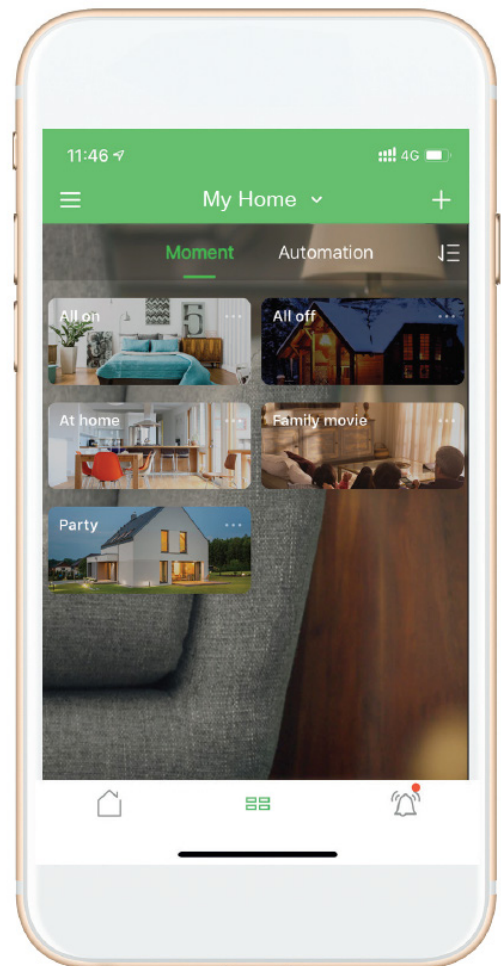 11:46 4G
My Home
Moment Automation
All on All off
At home Family movie
Party